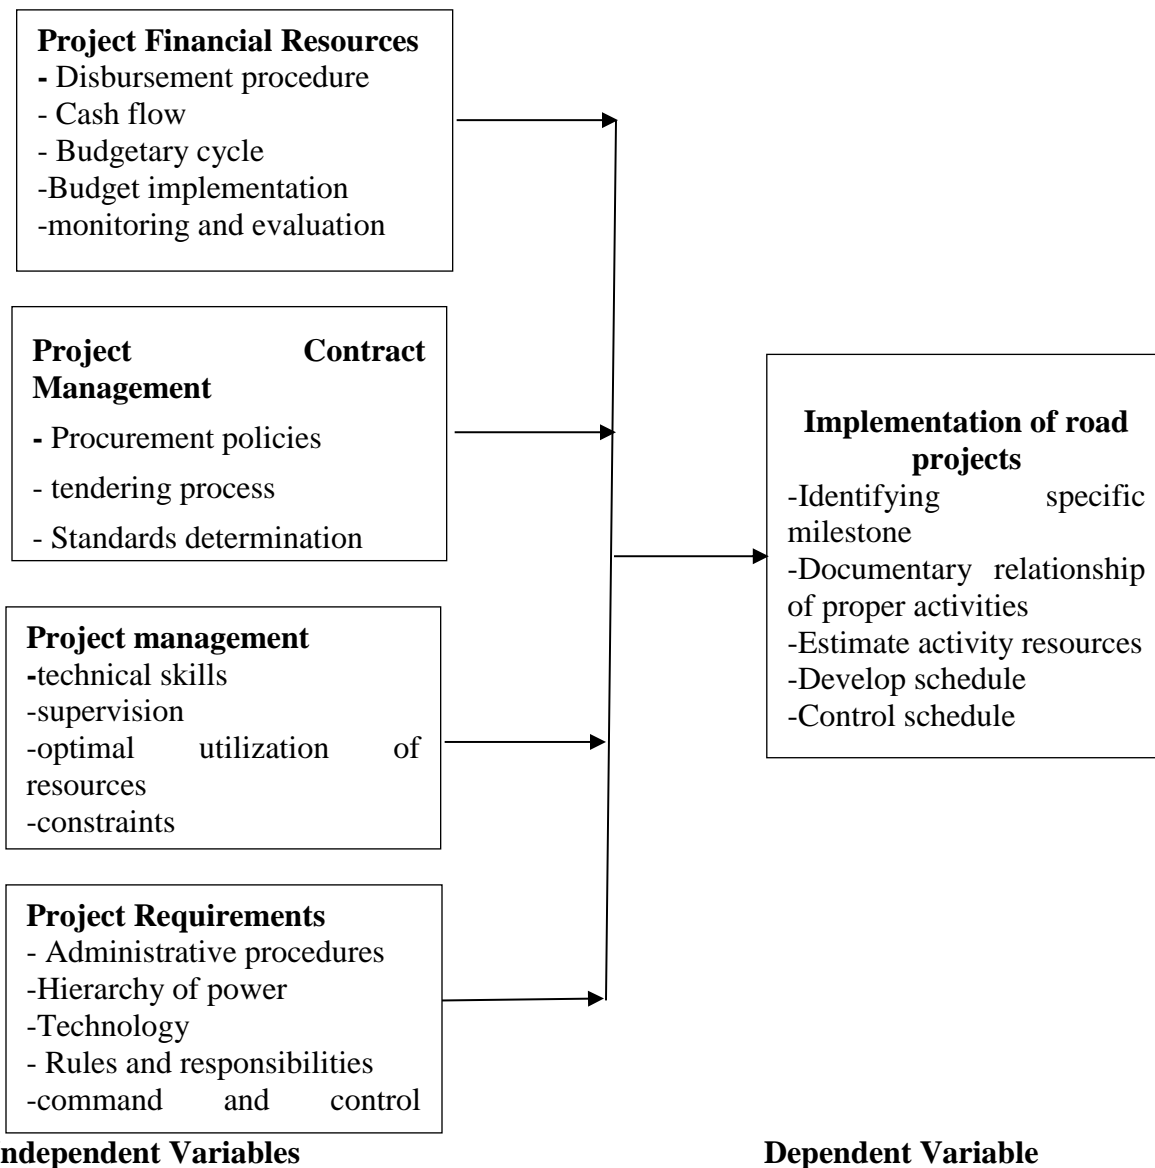 Project Financial Resources
- Disbursement procedure
- Cash flow
- Budgetary cycle
-Budget implementation
-monitoring and evaluation
Project Contract
Management
- Procurement policies
- tendering process
- Standards determination
Project management
-technical skills
-supervision
-optimal utilization of
resources
-constraints
Project Requirements
- Administrative procedures
-Hierarchy of power
-Technology
- Rules and responsibilities
-command and control
Implementation of road
projects
-Identifying specific
milestone
-Documentary relationship
of proper activities
-Estimate activity resources
-Develop schedule
-Control schedule
ndependent Variables
Dependent Variable